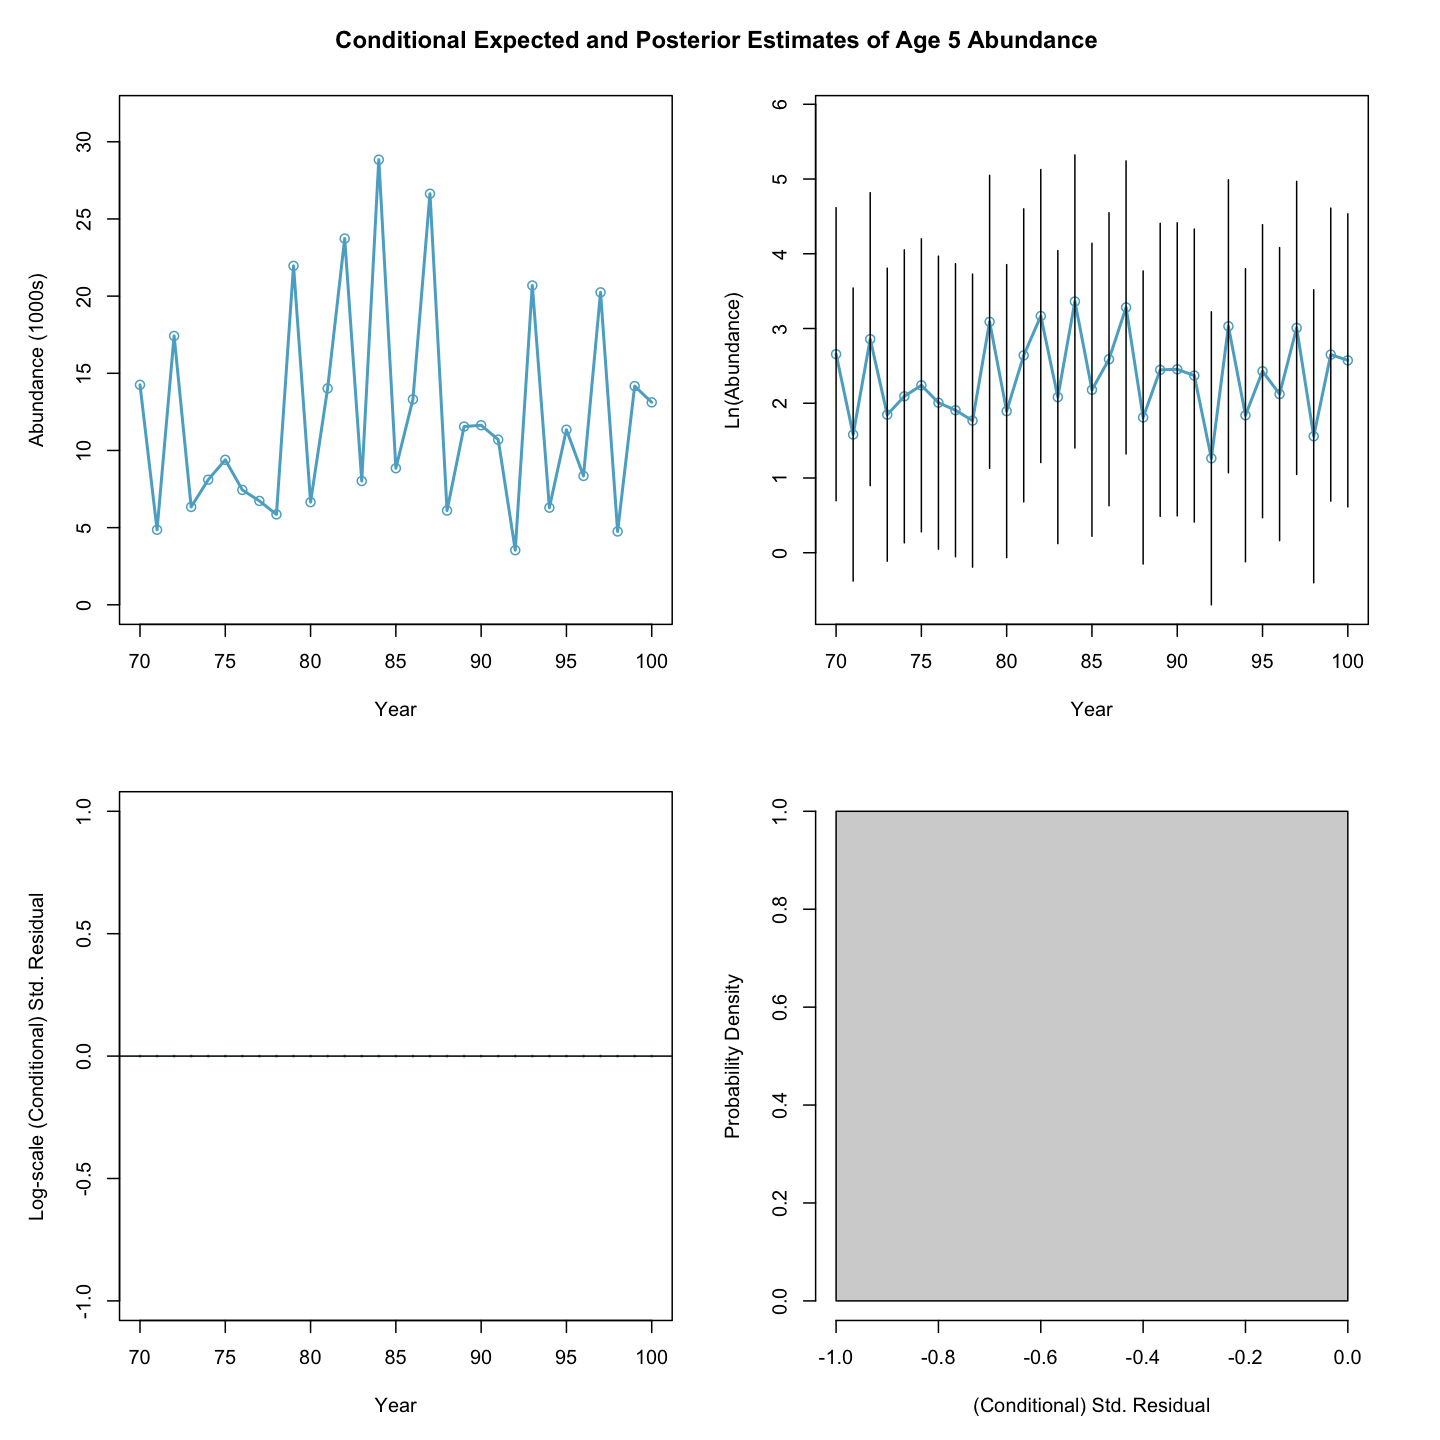 Conditional Expected and Posterior Estimates of Age 5 Abundance
Abundance (1000s)
30
25
20
15
10
5
0
70 75 80 85 90 95 100
Year
Ln(Abundance)
6
5
4
3
2
1
0
70 75 80 85 90 95 100
Year
Log-scale (Conditional) Std. Residual
1.0
0.5
0.0
-0.5
-1.0
70 75 80 85 90 95 100
Year
Probability Density
1.0
0.8
0.6
0.4
0.2
0.0
-1.0 -0.8 -0.6 -0.4 -0.2 0.0
(Conditional) Std. Residual